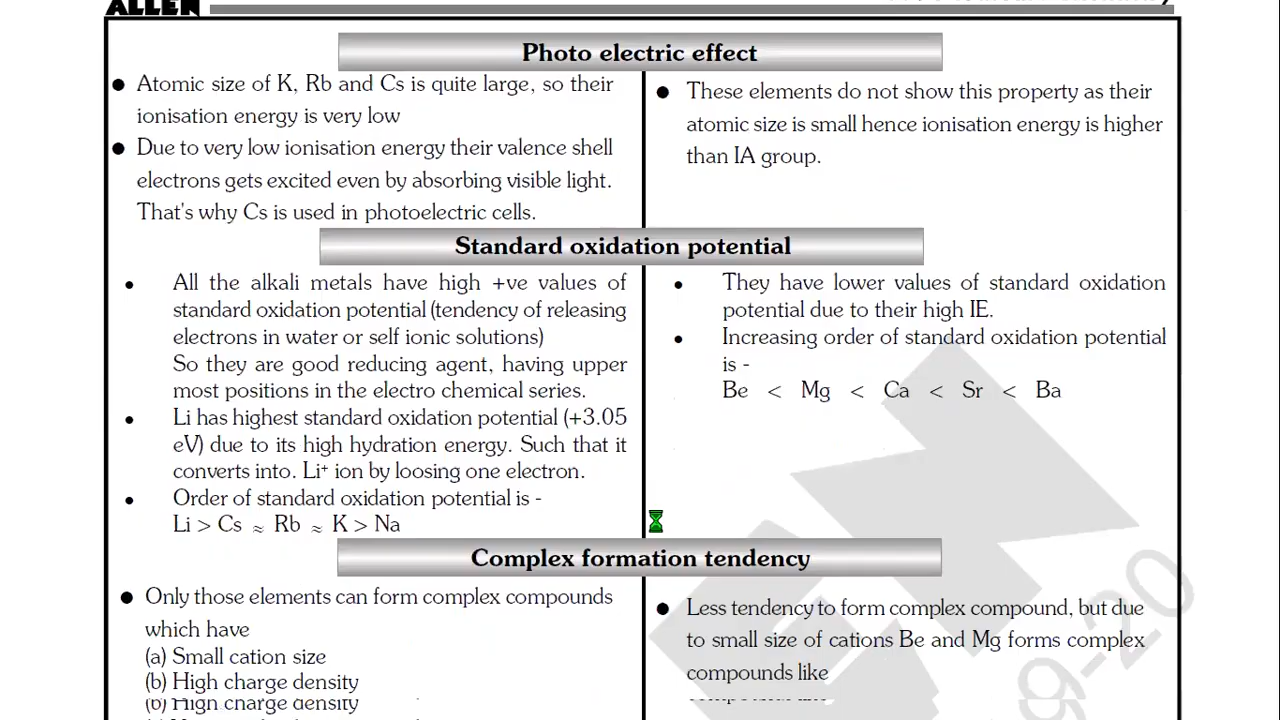 ALLEN
Photo electric effect
● Atomic size of K, Rb and Cs is quite large, so their
ionisation energy is very low
● Due to very low ionisation energy their valence shell
electrons gets excited even by absorbing visible light.
That's why Cs is used in photoelectric cells.
● These elements do not show this property as their
atomic size is small hence ionisation energy is higher
than IA group.
Standard oxidation potential
• All the alkali metals have high +ve values of
standard oxidation potential (tendency of releasing
electrons in water or self ionic solutions)
So they are good reducing agent, having upper
most positions in the electro chemical series.
• Li has highest standard oxidation potential (+3.05
eV) due to its high hydration energy. Such that it
converts into. Li⁺ ion by loosing one electron.
• Order of standard oxidation potential is -
Li > Cs ≈ Rb ≈ K > Na
• They have lower values of standard oxidation
potential due to their high IE.
• Increasing order of standard oxidation potential
is -
Be < Mg < Ca < Sr < Ba
Complex formation tendency
● Only those elements can form complex compounds
which have
(a) Small cation size
(b) High charge density
(b) High charge density
● Less tendency to form complex compound, but due
to small size of cations Be and Mg forms complex
compounds like
9-20